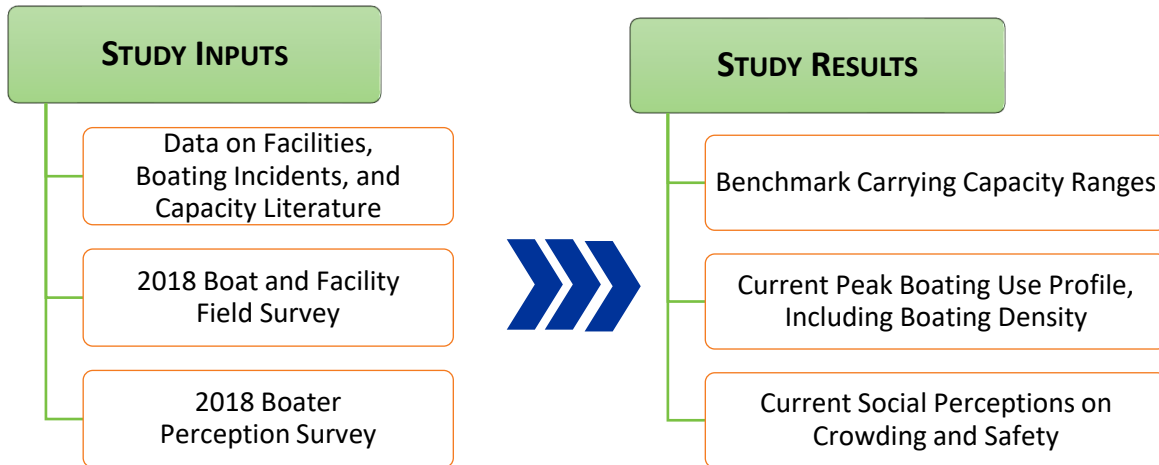 STUDY INPUTS
Data on Facilities,
Boating Incidents, and
Capacity Literature
2018 Boat and Facility
Field Survey
2018 Boater
Perception Survey
STUDY RESULTS
Benchmark Carrying Capacity Ranges
Current Peak Boating Use Profile,
Including Boating Density
Current Social Perceptions on
Crowding and Safety